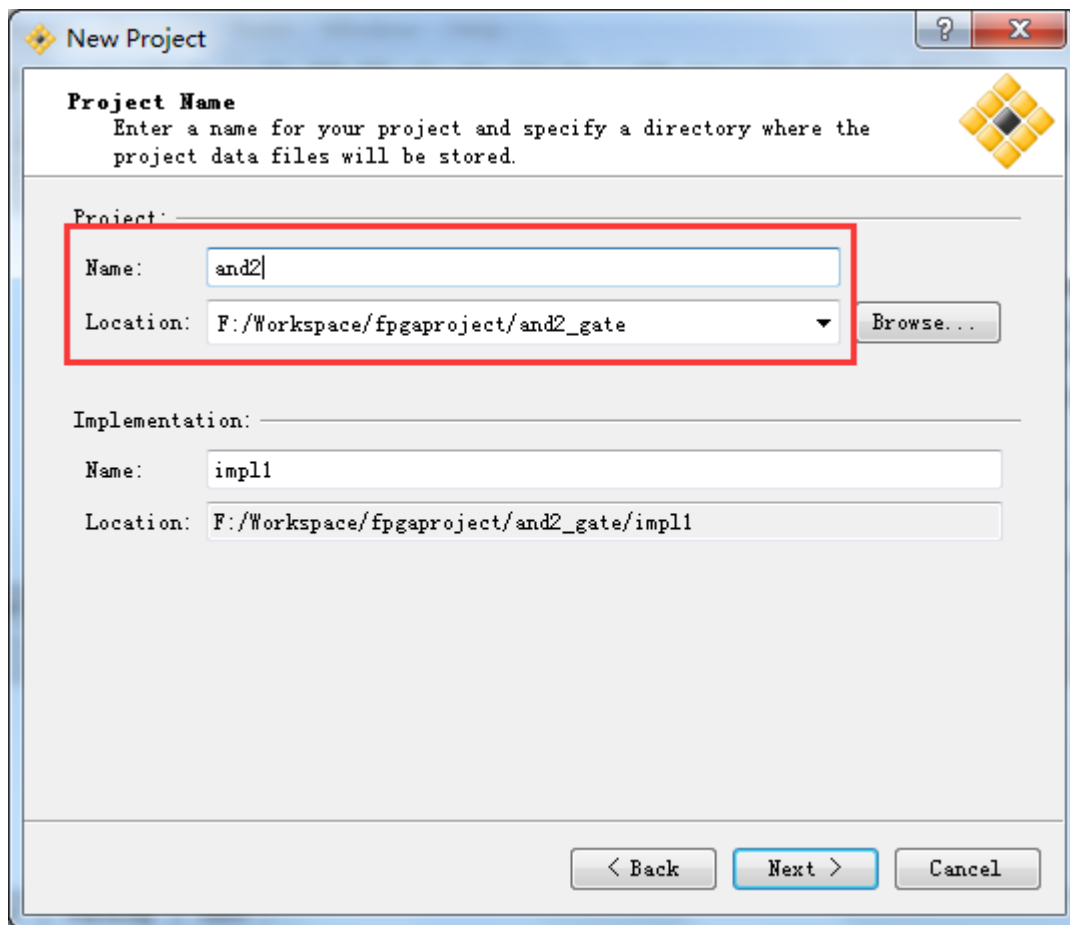 New Project
Project Name
Enter a name for your project and specify a directory where the
project data files will be stored.
Project:
Name: and2
Location: F:/Workspace/fpgaproject/and2_gate Browse...
Implementation:
Name: impl1
Location: F:/Workspace/fpgaproject/and2_gate/impl1
< Back Next > Cancel